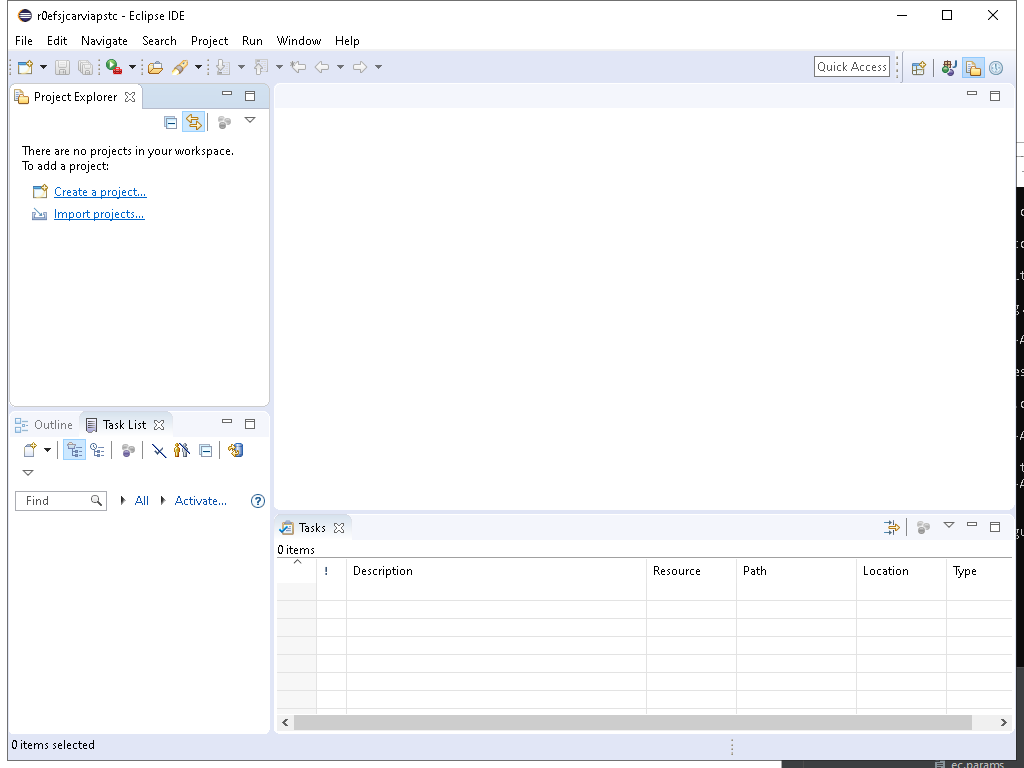 r0efsjcarviapstc - Eclipse IDE
File Edit Navigate Search Project Run Window Help
Quick Access
Project Explorer
There are no projects in your workspace.
To add a project:
Create a project...
Import projects...
Outline Task List
Find All Activate...
Tasks
0 items
! Description Resource Path Location Type
0 items selected
ec.params